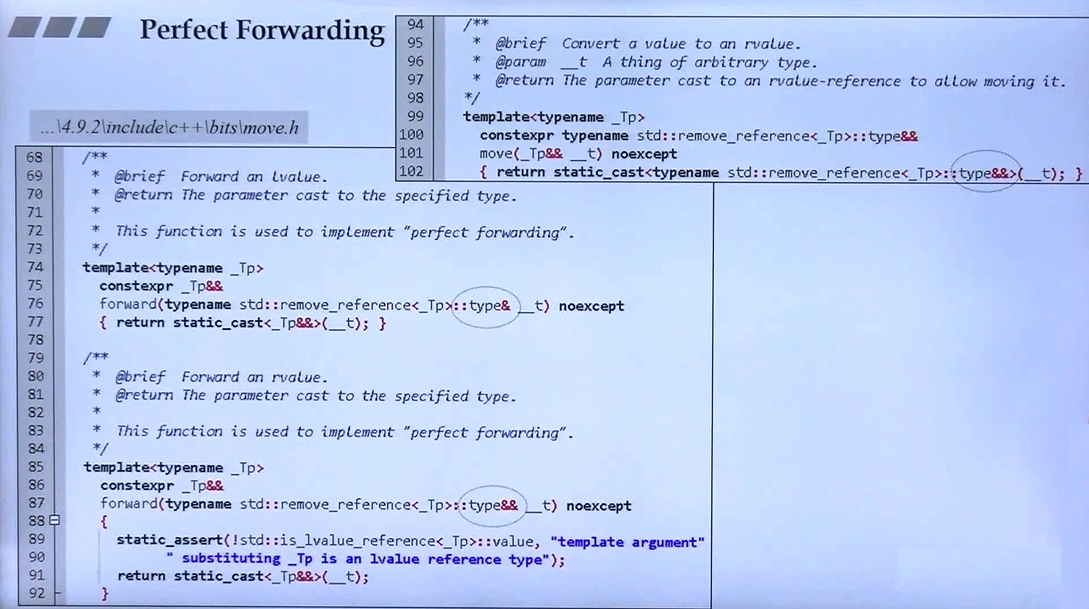 Perfect Forwarding
...\4.9.2\include\c++\bits\move.h
68 /**
69 * @brief Forward an lvalue.
70 * @return The parameter cast to the specified type.
71 *
72 * This function is used to implement "perfect forwarding".
73 */
74 template<typename _Tp>
75 constexpr _Tp&&
76 forward(typename std::remove_reference<_Tp>::type& __t) noexcept
77 { return static_cast<_Tp&&>(__t); }
78
79 /**
80 * @brief Forward an rvalue.
81 * @return The parameter cast to the specified type.
82 *
83 * This function is used to implement "perfect forwarding".
84 */
85 template<typename _Tp>
86 constexpr _Tp&&
87 forward(typename std::remove_reference<_Tp>::type&& __t) noexcept
88 {
89 static_assert(!std::is_lvalue_reference<_Tp>::value, "template argument"
90 " substituting _Tp is an lvalue reference type");
91 return static_cast<_Tp&&>(__t);
92 }
94 /**
95 * @brief Convert a value to an rvalue.
96 * @param __t A thing of arbitrary type.
97 * @return The parameter cast to an rvalue-reference to allow moving it.
98 */
99 template<typename _Tp>
100 constexpr typename std::remove_reference<_Tp>::type&&
101 move(_Tp&& __t) noexcept
102 { return static_cast<typename std::remove_reference<_Tp>::type&&>(__t); }